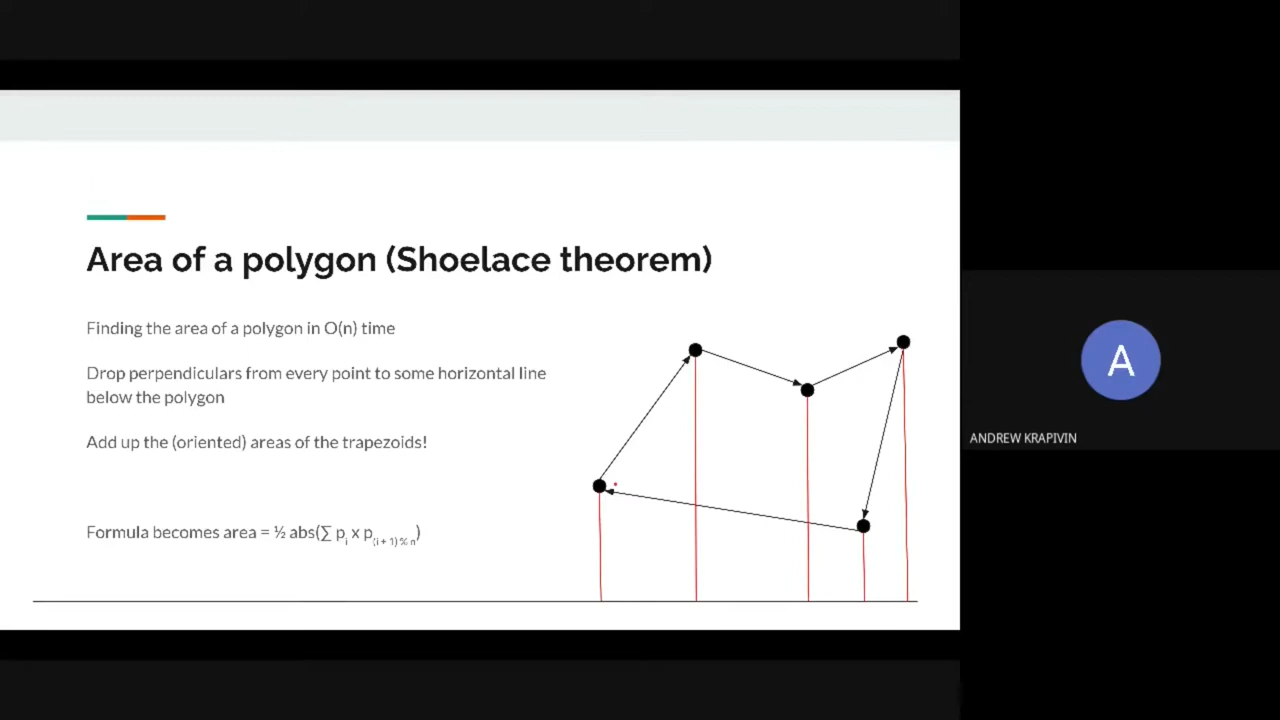 Area of a polygon (Shoelace theorem)
Finding the area of a polygon in O(n) time
Drop perpendiculars from every point to some horizontal line
below the polygon
Add up the (oriented) areas of the trapezoids!
Formula becomes area = ½ abs(∑ pᵢ x p₍ᵢ ₊ ₁₎ % ₙ)
A
ANDREW KRAPIVIN